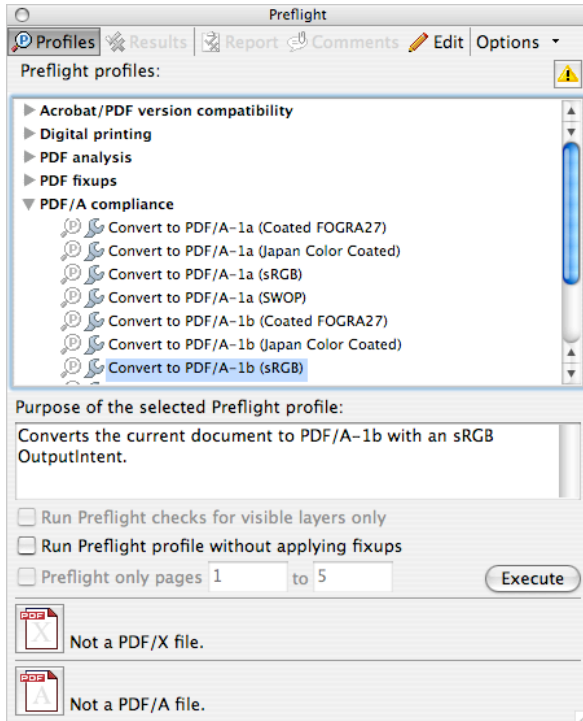 Preflight
Profiles Results Report Comments Edit Options
Preflight profiles:
Acrobat/PDF version compatibility
Digital printing
PDF analysis
PDF fixups
PDF/A compliance
Convert to PDF/A-1a (Coated FOGRA27)
Convert to PDF/A-1a (Japan Color Coated)
Convert to PDF/A-1a (sRGB)
Convert to PDF/A-1a (SWOP)
Convert to PDF/A-1b (Coated FOGRA27)
Convert to PDF/A-1b (Japan Color Coated)
Convert to PDF/A-1b (sRGB)
Purpose of the selected Preflight profile:
Converts the current document to PDF/A-1b with an sRGB
OutputIntent.
Run Preflight checks for visible layers only
Run Preflight profile without applying fixups
Preflight only pages 1 to 5 Execute
PDF
X
Not a PDF/X file.
PDF
A
Not a PDF/A file.